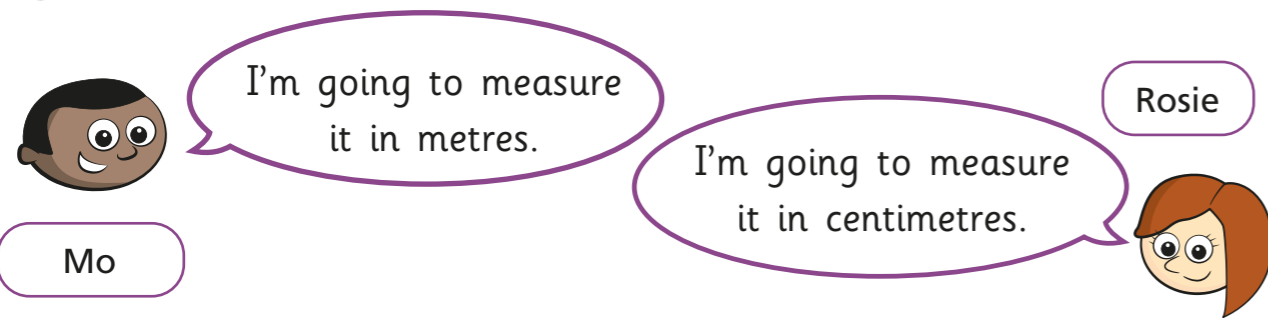 I'm going to measure
it in metres.
Mo
Rosie
I'm going to measure
it in centimetres.